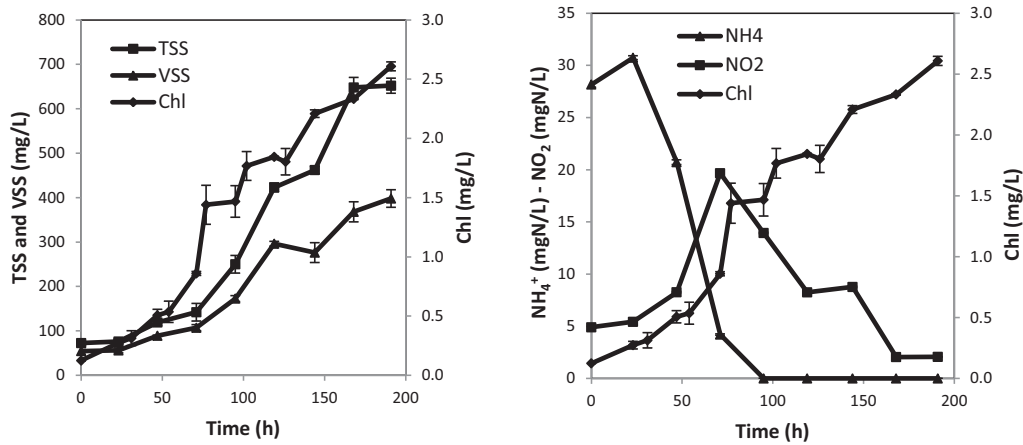 800
700
600
500
400
300
200
100
0
TSS and VSS (mg/L)
3.0
2.5
2.0
1.5
1.0
0.5
0.0
Chl (mg/L)
TSS
VSS
Chl
0 50 100 150 200
Time (h)
35
30
25
20
15
10
5
0
NH₄⁺ (mgN/L) - NO₂ (mgN/L)
3.0
2.5
2.0
1.5
1.0
0.5
0.0
Chl (mg/L)
NH4
NO2
Chl
0 50 100 150 200
Time (h)